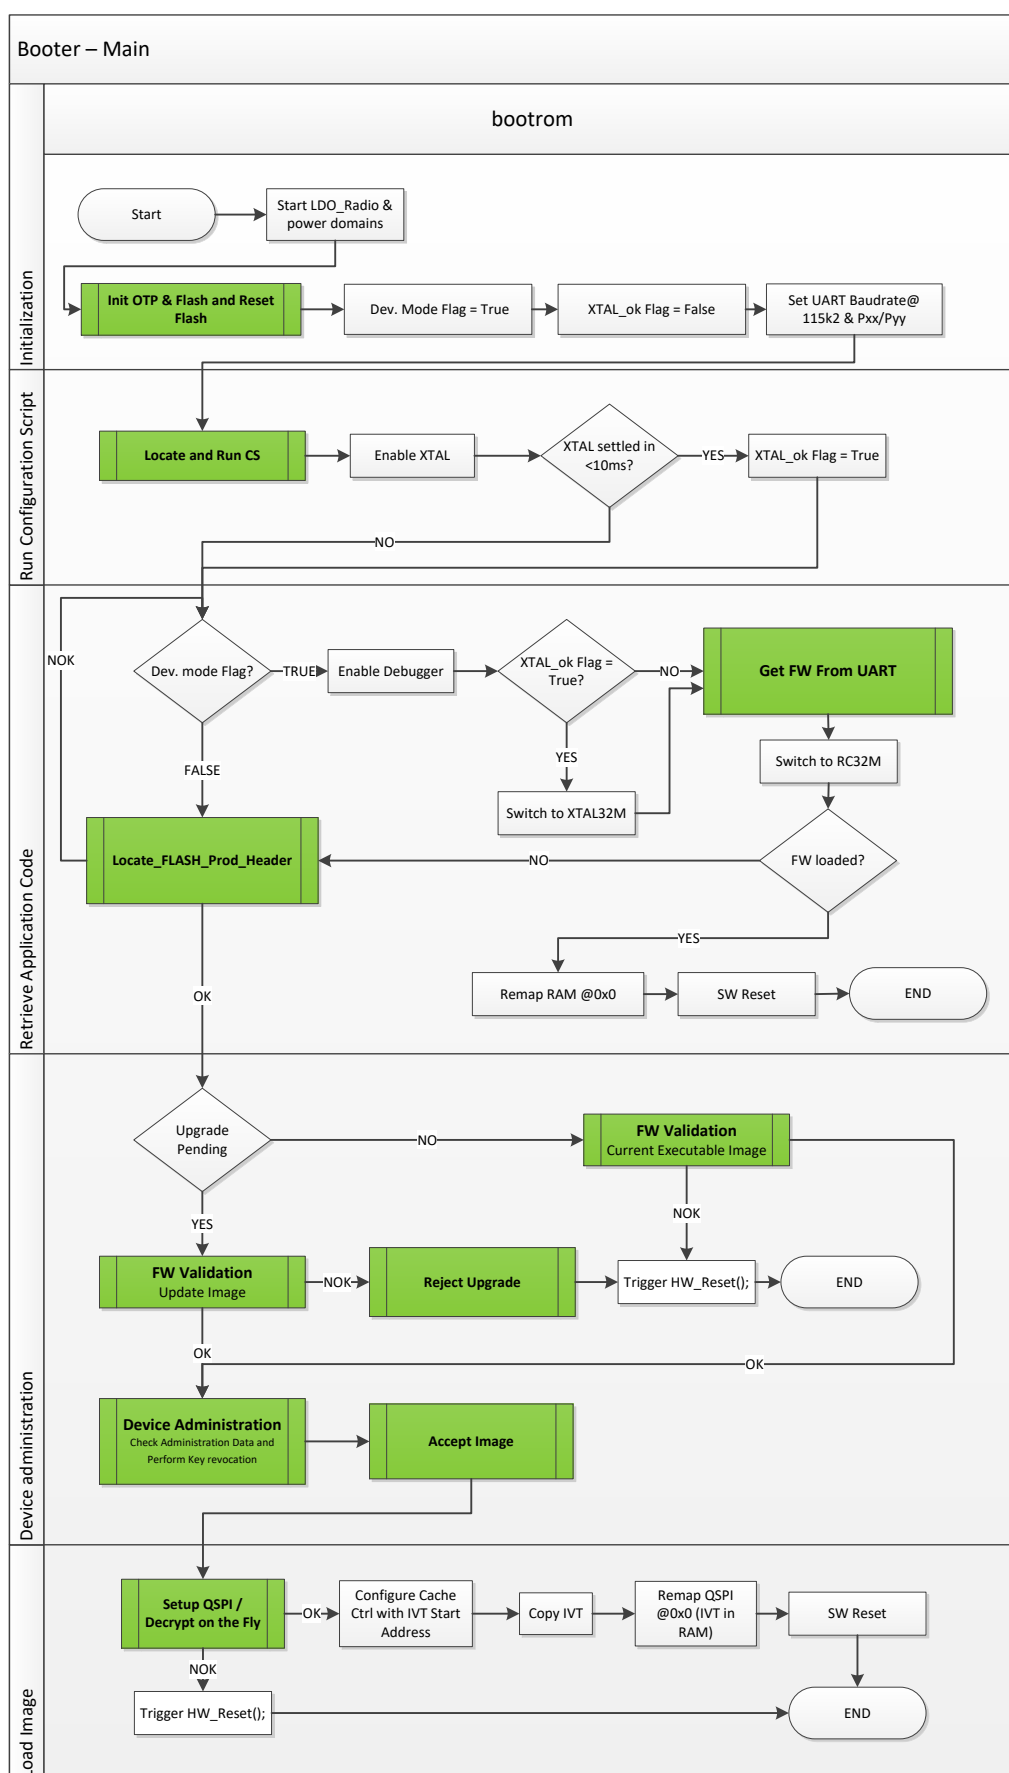 Booter – Main
bootrom
Initialization
Start
Start LDO_Radio &
power domains
Init OTP & Flash and Reset
Flash
Dev. Mode Flag = True
XTAL_ok Flag = False
Set UART Baudrate@
115k2 & Pxx/Pyy
Run Configuration Script
Locate and Run CS
Enable XTAL
XTAL settled in
<10ms?
YES
XTAL_ok Flag = True
NO
Retrieve Application Code
NOK
Dev. mode Flag?
TRUE
Enable Debugger
XTAL_ok Flag =
True?
NO
Get FW From UART
YES
Switch to XTAL32M
Switch to RC32M
FALSE
Locate_FLASH_Prod_Header
NO
FW loaded?
YES
Remap RAM @0x0
SW Reset
END
OK
Device administration
Upgrade
Pending
NO
FW Validation
Current Executable Image
YES
NOK
FW Validation
Update Image
NOK
Reject Upgrade
Trigger HW_Reset();
END
OK
OK
Device Administration
Check Administration Data and
Perform Key revocation
Accept Image
Load Image
Setup QSPI /
Decrypt on the Fly
OK
Configure Cache
Ctrl with IVT Start
Address
Copy IVT
Remap QSPI
@0x0 (IVT in
RAM)
SW Reset
NOK
Trigger HW_Reset();
END